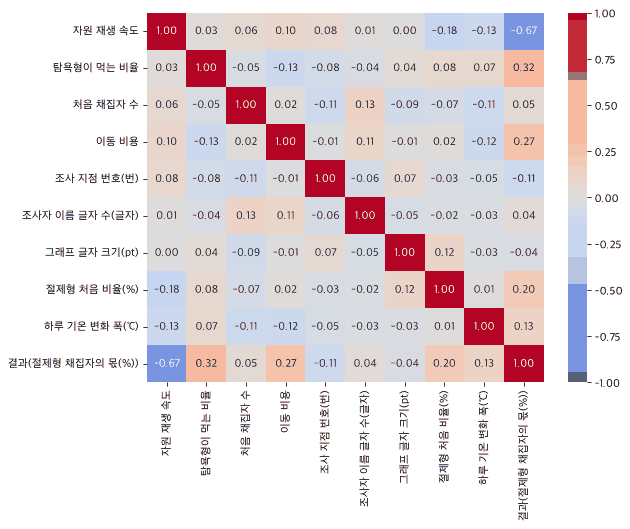 자원 재생 속도 1.00 0.03 0.06 0.10 0.08 0.01 0.00 -0.18 -0.13 -0.67
탐욕형이 먹는 비율 0.03 1.00 -0.05 -0.13 -0.08 -0.04 0.04 0.08 0.07 0.32
처음 채집자 수 0.06 -0.05 1.00 0.02 -0.11 0.13 -0.09 -0.07 -0.11 0.05
이동 비용 0.10 -0.13 0.02 1.00 -0.01 0.11 -0.01 0.02 -0.12 0.27
조사 지점 번호(번) 0.08 -0.08 -0.11 -0.01 1.00 -0.06 0.07 -0.03 -0.05 -0.11
조사자 이름 글자 수(글자) 0.01 -0.04 0.13 0.11 -0.06 1.00 -0.05 -0.02 -0.03 0.04
그래프 글자 크기(pt) 0.00 0.04 -0.09 -0.01 0.07 -0.05 1.00 0.12 -0.03 -0.04
절제형 처음 비율(%) -0.18 0.08 -0.07 0.02 -0.03 -0.02 0.12 1.00 0.01 0.20
하루 기온 변화 폭(℃) -0.13 0.07 -0.11 -0.12 -0.05 -0.03 -0.03 0.01 1.00 0.13
결과(절제형 채집자의 몫(%)) -0.67 0.32 0.05 0.27 -0.11 0.04 -0.04 0.20 0.13 1.00
자원 재생 속도
탐욕형이 먹는 비율
처음 채집자 수
이동 비용
조사 지점 번호(번)
조사자 이름 글자 수(글자)
그래프 글자 크기(pt)
절제형 처음 비율(%)
하루 기온 변화 폭(℃)
결과(절제형 채집자의 몫(%))
1.00
0.75
0.50
0.25
0.00
-0.25
-0.50
-0.75
-1.00